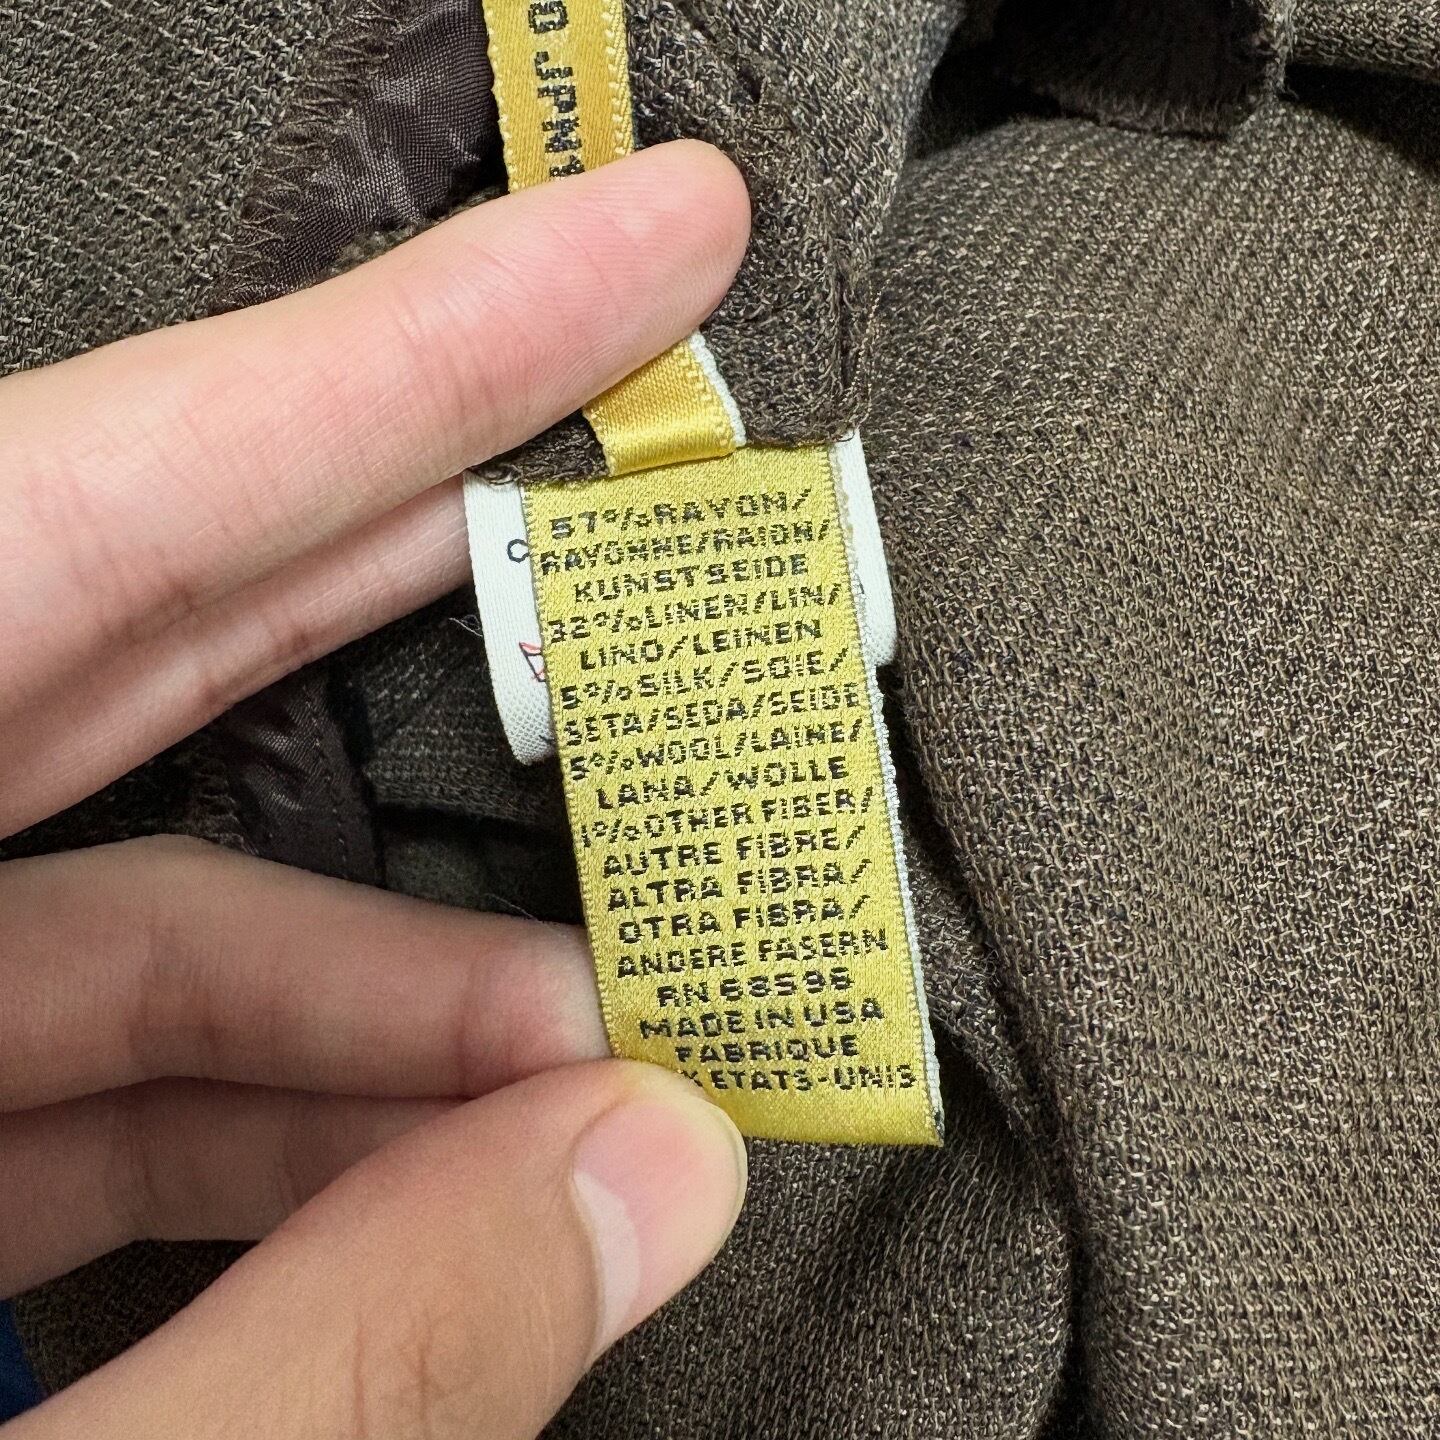 57%RAYON/
RAYONNE/RAION/
KUNSTSEIDE
32%LINEN/LIN/
LINO/LEINEN
5%SILK/SOIE/
SETA/SEDA/SEIDE
5%WOOL/LAINE/
LANA/WOLLE
1%OTHER FIBER/
AUTRE FIBRE/
ALTRA FIBRA/
OTRA FIBRA/
ANDERE FASERN
RN 63596
MADE IN USA
FABRIQUE
ETATS-UNIS